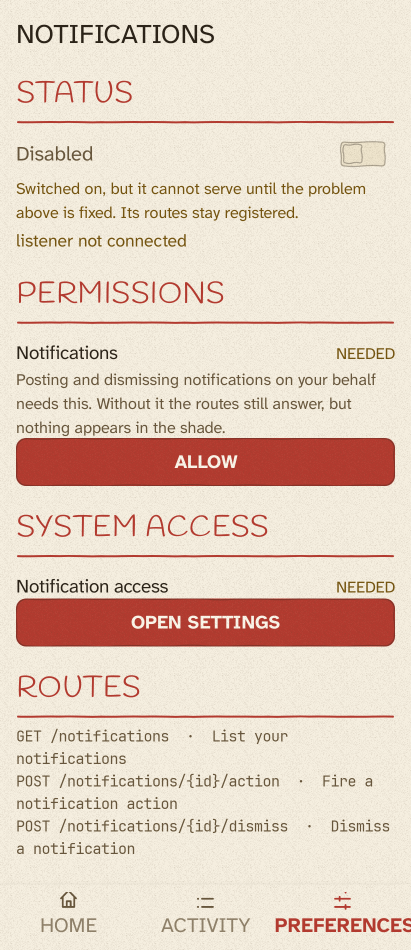 NOTIFICATIONS
STATUS
Disabled
Switched on, but it cannot serve until the problem
above is fixed. Its routes stay registered.
listener not connected
PERMISSIONS
Notifications NEEDED
Posting and dismissing notifications on your behalf
needs this. Without it the routes still answer, but
nothing appears in the shade.
ALLOW
SYSTEM ACCESS
Notification access NEEDED
OPEN SETTINGS
ROUTES
GET /notifications · List your
notifications
POST /notifications/{id}/action · Fire a
notification action
POST /notifications/{id}/dismiss · Dismiss
a notification
HOME ACTIVITY PREFERENCES